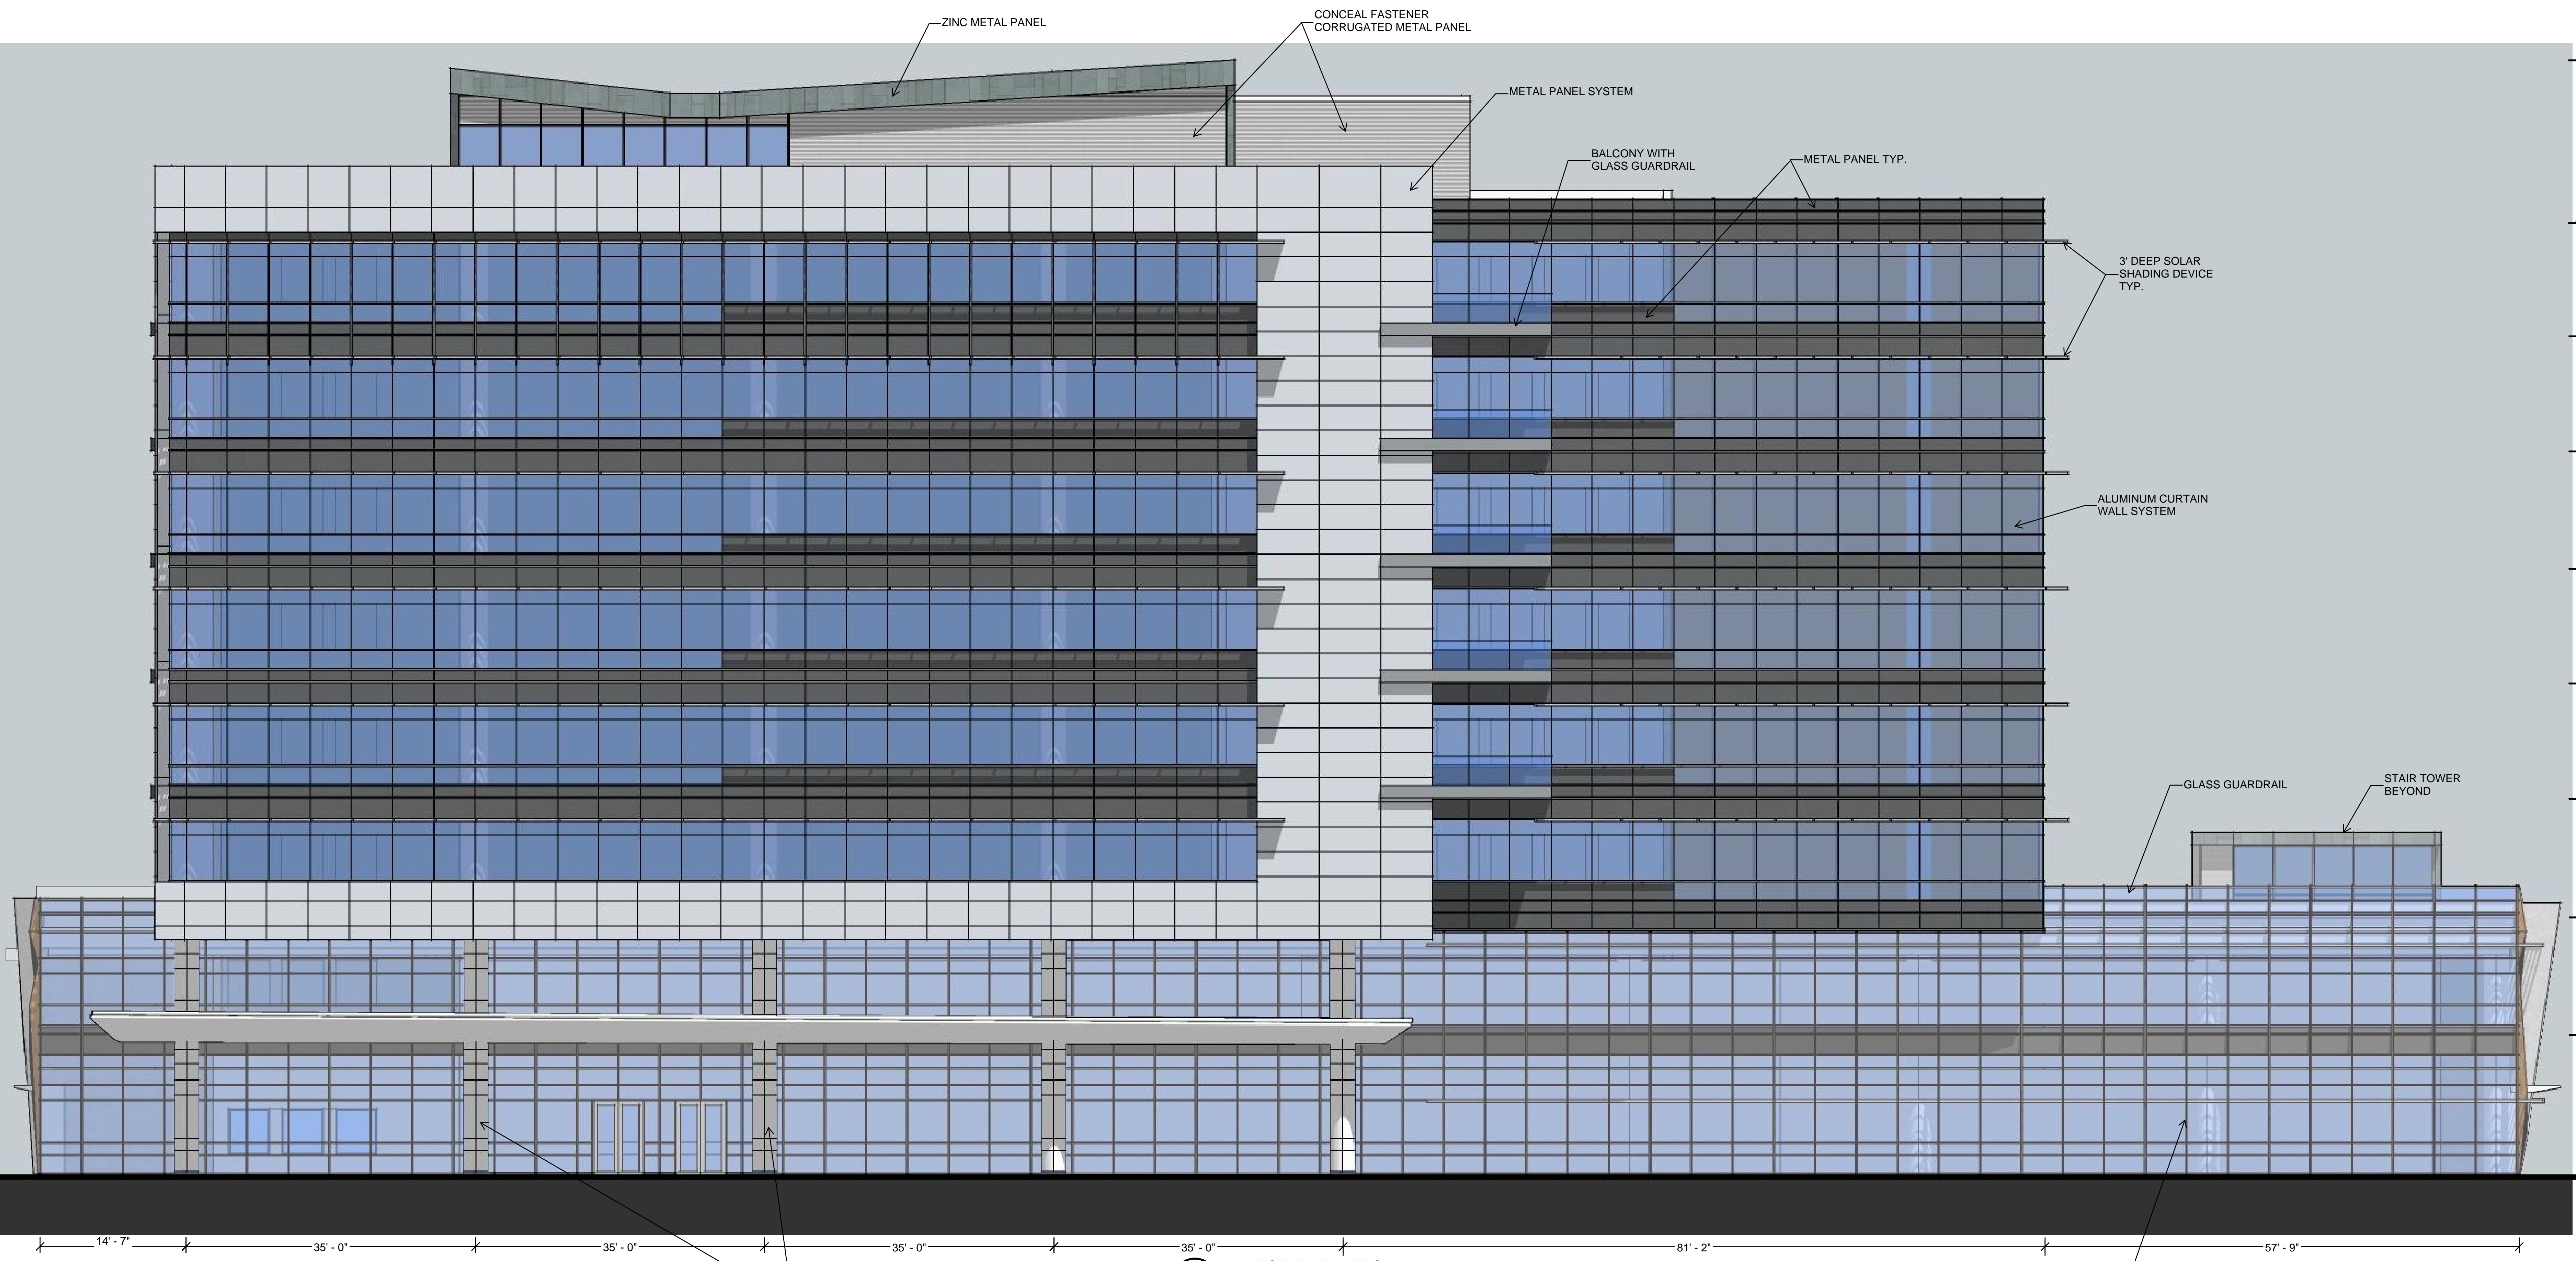 ZINC METAL PANEL
CONCEAL FASTENER
CORRUGATED METAL PANEL
METAL PANEL SYSTEM
BALCONY WITH
GLASS GUARDRAIL
METAL PANEL TYP.
3' DEEP SOLAR
SHADING DEVICE
TYP.
ALUMINUM CURTAIN
WALL SYSTEM
GLASS GUARDRAIL
STAIR TOWER
BEYOND
14' - 7"
35' - 0"
35' - 0"
35' - 0"
35' - 0"
81' - 2"
57' - 9"
WEST ELEVATION